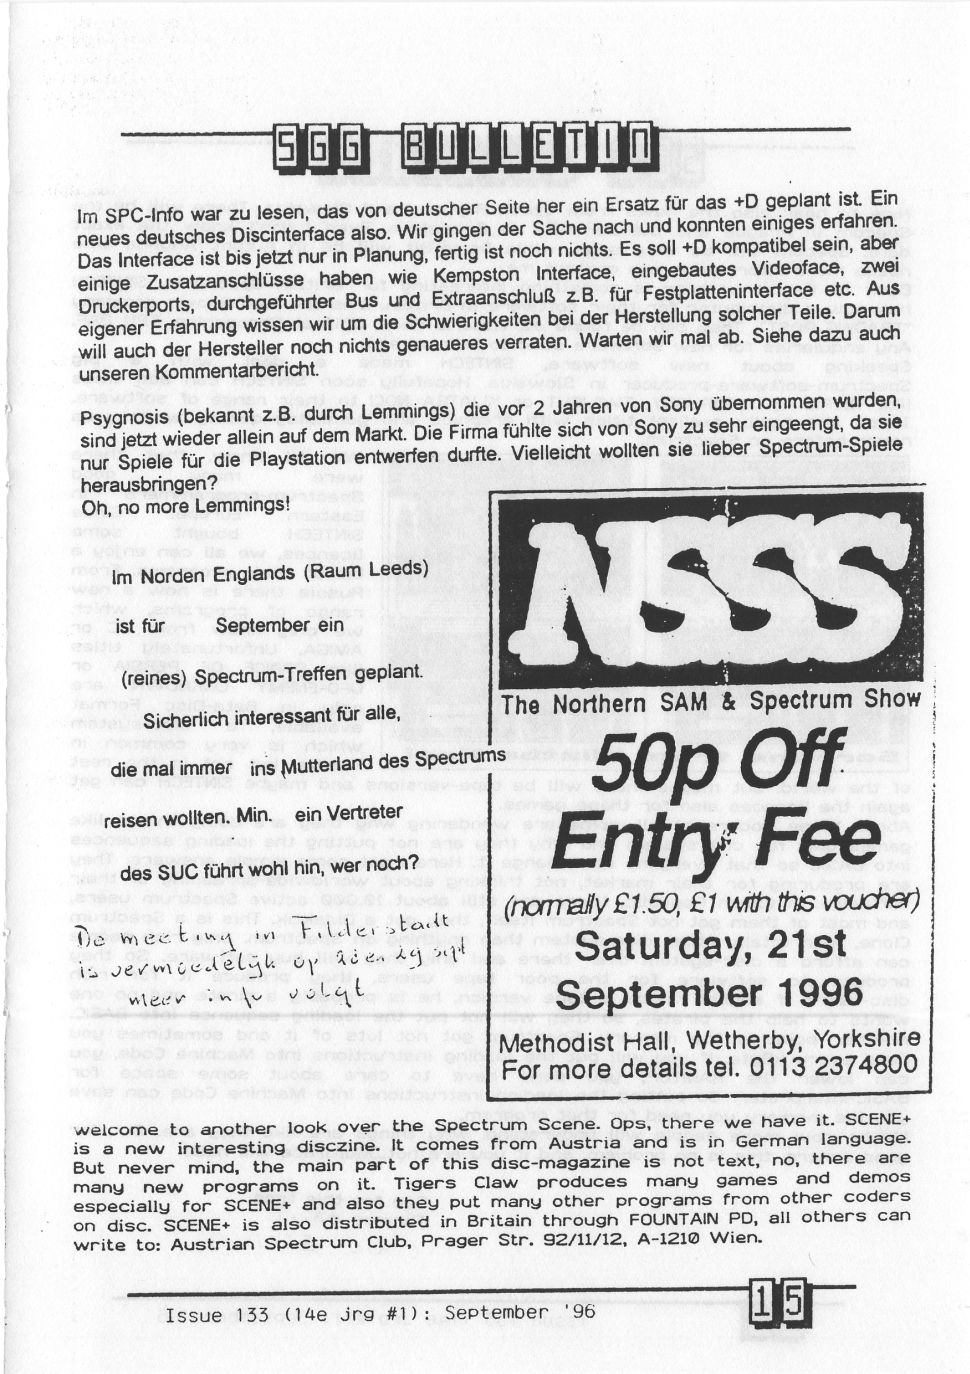 SGG BULLETIN
Im SPC-Info war zu lesen, das von deutscher Seite her ein Ersatz für das +D geplant ist. Ein
neues deutsches Discinterface also. Wir gingen der Sache nach und konnten einiges erfahren.
Das Interface ist bis jetzt nur in Planung, fertig ist noch nichts. Es soll +D kompatibel sein, aber
einige Zusatzanschlüsse haben wie Kempston Interface, eingebautes Videoface, zwei
Druckerports, durchgeführter Bus und Extraanschluß z.B. für Festplatteninterface etc. Aus
eigener Erfahrung wissen wir um die Schwierigkeiten bei der Herstellung solcher Teile. Darum
will auch der Hersteller noch nichts genaueres verraten. Warten wir mal ab. Siehe dazu auch
unseren Kommentarbericht.
Psygnosis (bekannt z.B. durch Lemmings) die vor 2 Jahren von Sony übernommen wurden,
sind jetzt wieder allein auf dem Markt. Die Firma fühlte sich von Sony zu sehr eingeengt, da sie
nur Spiele für die Playstation entwerfen durfte. Vielleicht wollten sie lieber Spectrum-Spiele
herausbringen?
Oh, no more Lemmings!
Im Norden Englands (Raum Leeds)
ist für September ein
(reines) Spectrum-Treffen geplant.
Sicherlich interessant für alle,
die mal immer ins Mutterland des Spectrums
reisen wollten. Min. ein Vertreter
des SUC führt wohl hin, wer noch?
De meeting in Filderstadt
is vermoedelijk op
meer info volgt
NSSS
The Northern SAM & Spectrum Show
50p Off
Entry Fee
(normally £1.50, £1 with this voucher)
Saturday, 21st
September 1996
Methodist Hall, Wetherby, Yorkshire
For more details tel. 0113 2374800
welcome to another look over the Spectrum Scene. Ops, there we have it. SCENE+
is a new interesting disczine. It comes from Austria and is in German language.
But never mind, the main part of this disc-magazine is not text, no, there are
many new programs on it. Tigers Claw produces many games and demos
especially for SCENE+ and also they put many other programs from other coders
on disc. SCENE+ is also distributed in Britain through FOUNTAIN PD, all others can
write to: Austrian Spectrum Club, Prager Str. 92/11/12, A-1210 Wien.
Issue 133 (14e jrg #1): September '96
15